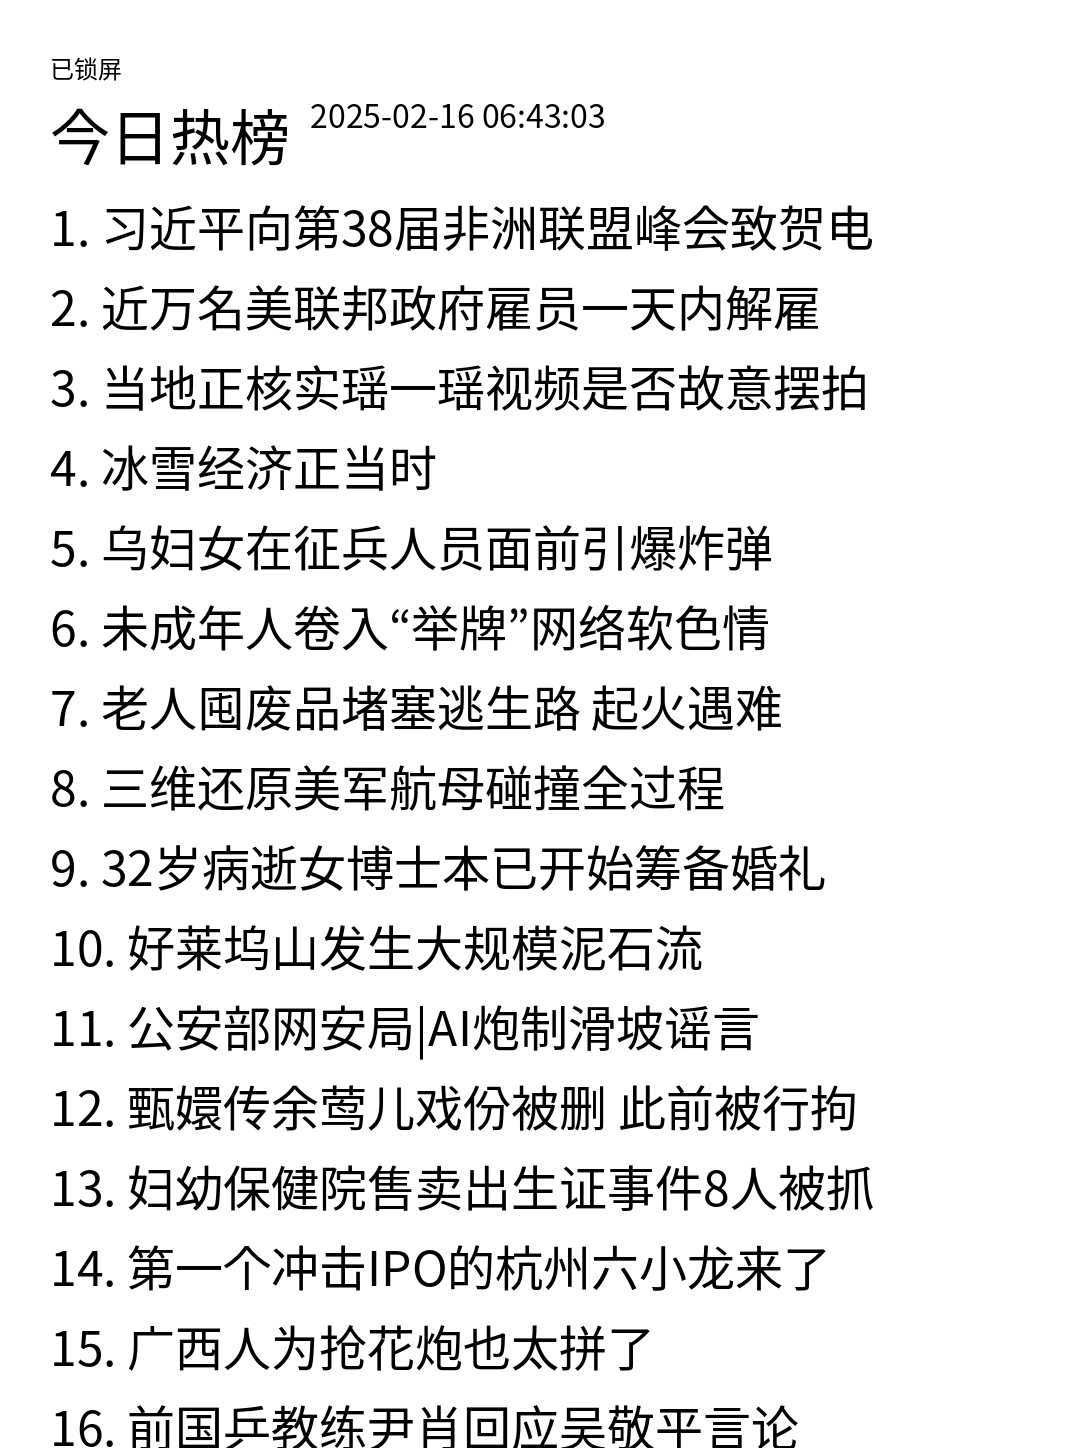 已锁屏
今日热榜 2025-02-16 06:43:03
1. 习近平向第38届非洲联盟峰会致贺电
2. 近万名美联邦政府雇员一天内解雇
3. 当地正核实瑶一瑶视频是否故意摆拍
4. 冰雪经济正当时
5. 乌妇女在征兵人员面前引爆炸弹
6. 未成年人卷入“举牌”网络软色情
7. 老人囤废品堵塞逃生路 起火遇难
8. 三维还原美军航母碰撞全过程
9. 32岁病逝女博士本已开始筹备婚礼
10. 好莱坞山发生大规模泥石流
11. 公安部网安局|AI炮制滑坡谣言
12. 甄嬛传余莺儿戏份被删 此前被行拘
13. 妇幼保健院售卖出生证事件8人被抓
14. 第一个冲击IPO的杭州六小龙来了
15. 广西人为抢花炮也太拼了
16. 前国乒教练尹肖回应吴敬平言论